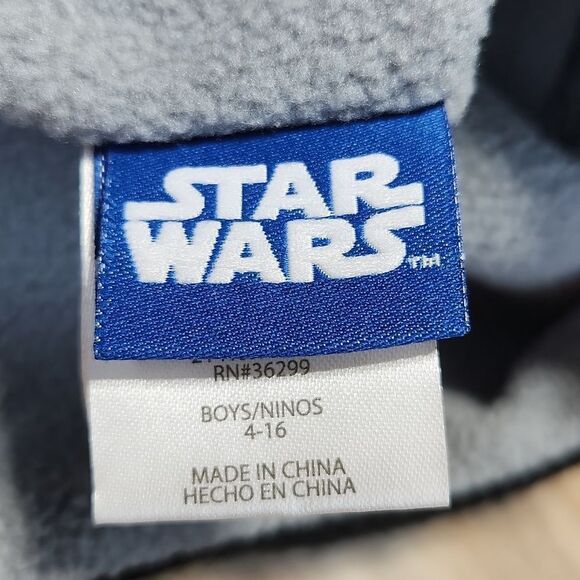 STAR
WARS TM
RN#36299
BOYS/NINOS
4-16
MADE IN CHINA
HECHO EN CHINA